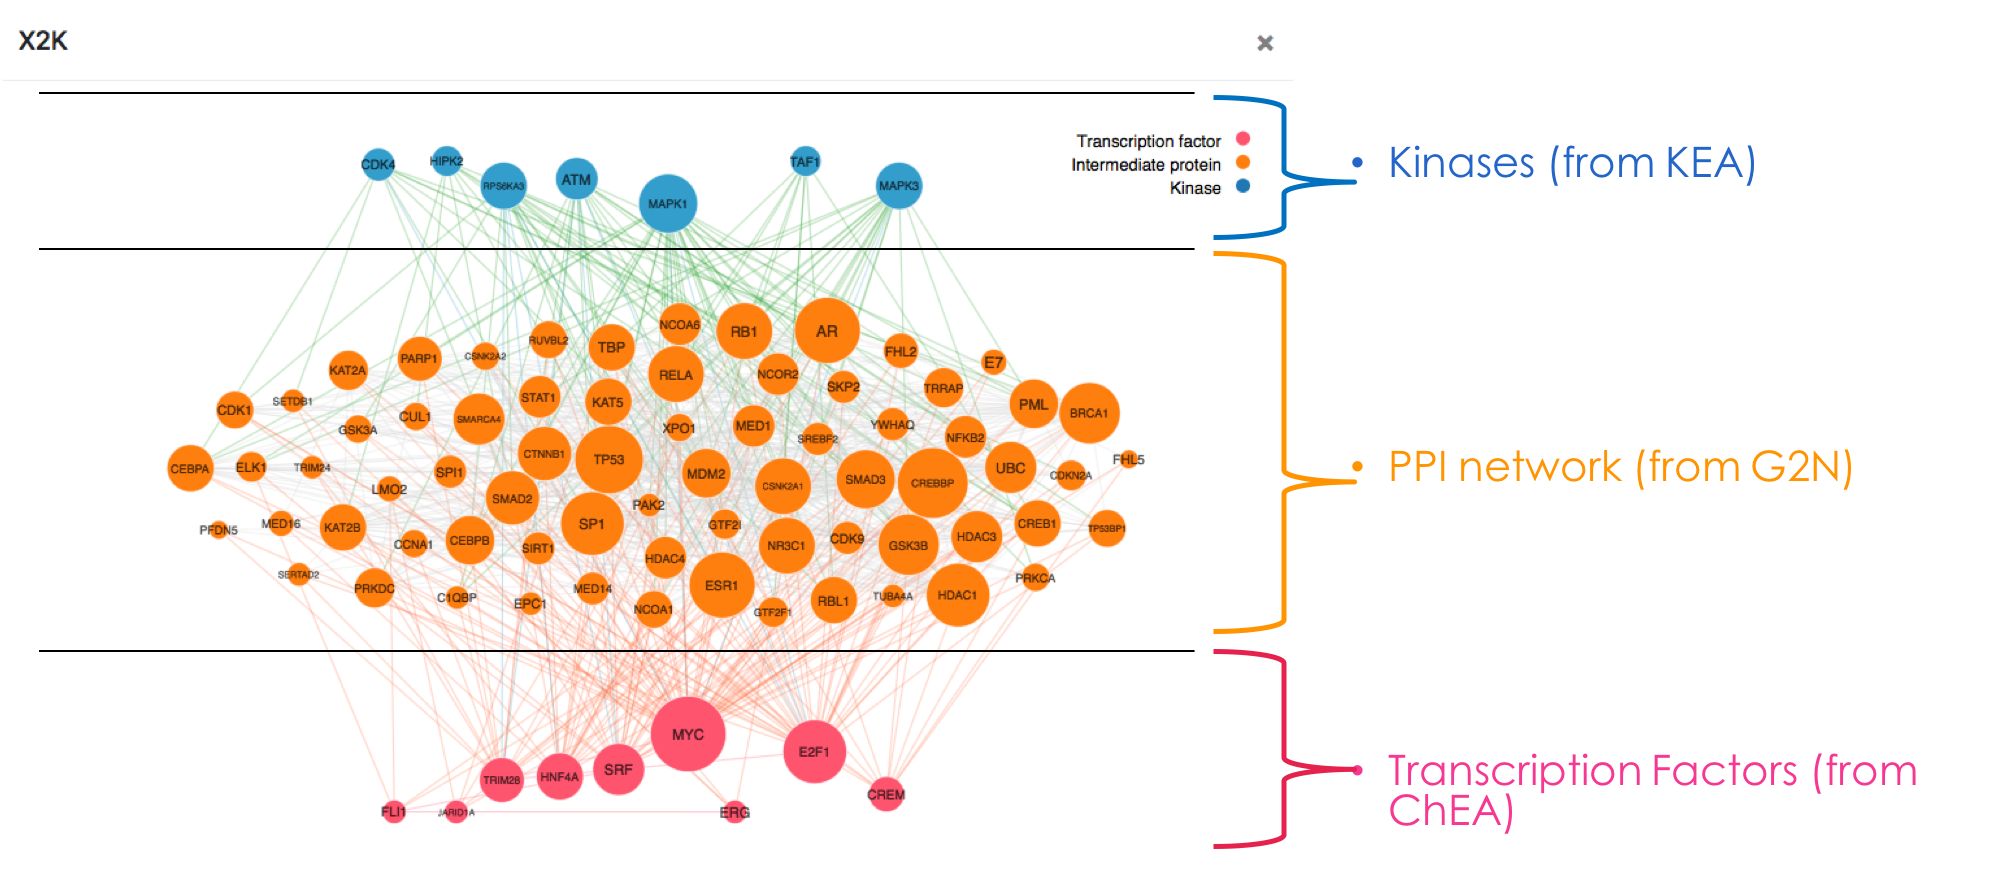 X2K
Transcription factor
Intermediate protein
Kinase
• Kinases (from KEA)
CDK4
HIPK2
RPS6KA3
ATM
MAPK1
TAF1
MAPK3
NCOA6
RB1
AR
RUVBL2
TBP
FHL2
PARP1
CSNK2A2
E7
KAT2A
RELA
NCOR2
SKP2
TRRAP
STAT1
KAT5
SETDB1
CDK1
CUL1
SMARCA4
PML
BRCA1
GSK3A
XPO1
MED1
SREBF2
YWHAQ
NFKB2
CEBPA
ELK1
TRIM24
SPI1
CTNNB1
TP53
MDM2
CSNK2A1
SMAD3
CREBBP
UBC
CDKN2A
FHL5
LMO2
SMAD2
PAK2
• PPI network (from G2N)
PFDN5
MED16
KAT2B
CCNA1
CEBPB
SIRT1
SP1
GTF2I
HDAC4
NR3C1
CDK9
GSK3B
HDAC3
CREB1
TP53BP1
SERTAD2
PRKDC
C1QBP
EPC1
MED14
NCOA1
ESR1
GTF2F1
RBL1
TUBA4A
HDAC1
PRKCA
MYC
E2F1
TRIM28
HNF4A
SRF
CREM
FLI1
JARID1A
ERG
• Transcription Factors (from
ChEA)